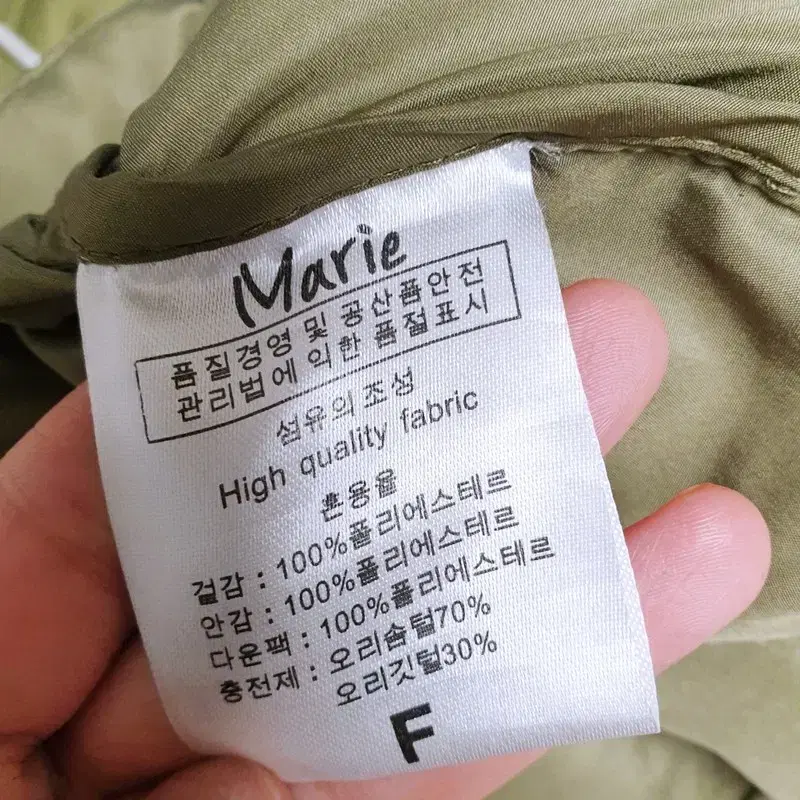 Marie
품질경영 및 공산품안전
관리법에 익한 품절표시
섬유의조성
High quality fabric
혼용율
걸감 : 100%폴리에스테르
안감 : 100%폴리에스테르
다운팩 : 100%폴리에스테르
충전제 : 오리솜털70%
오리깃털30%
F